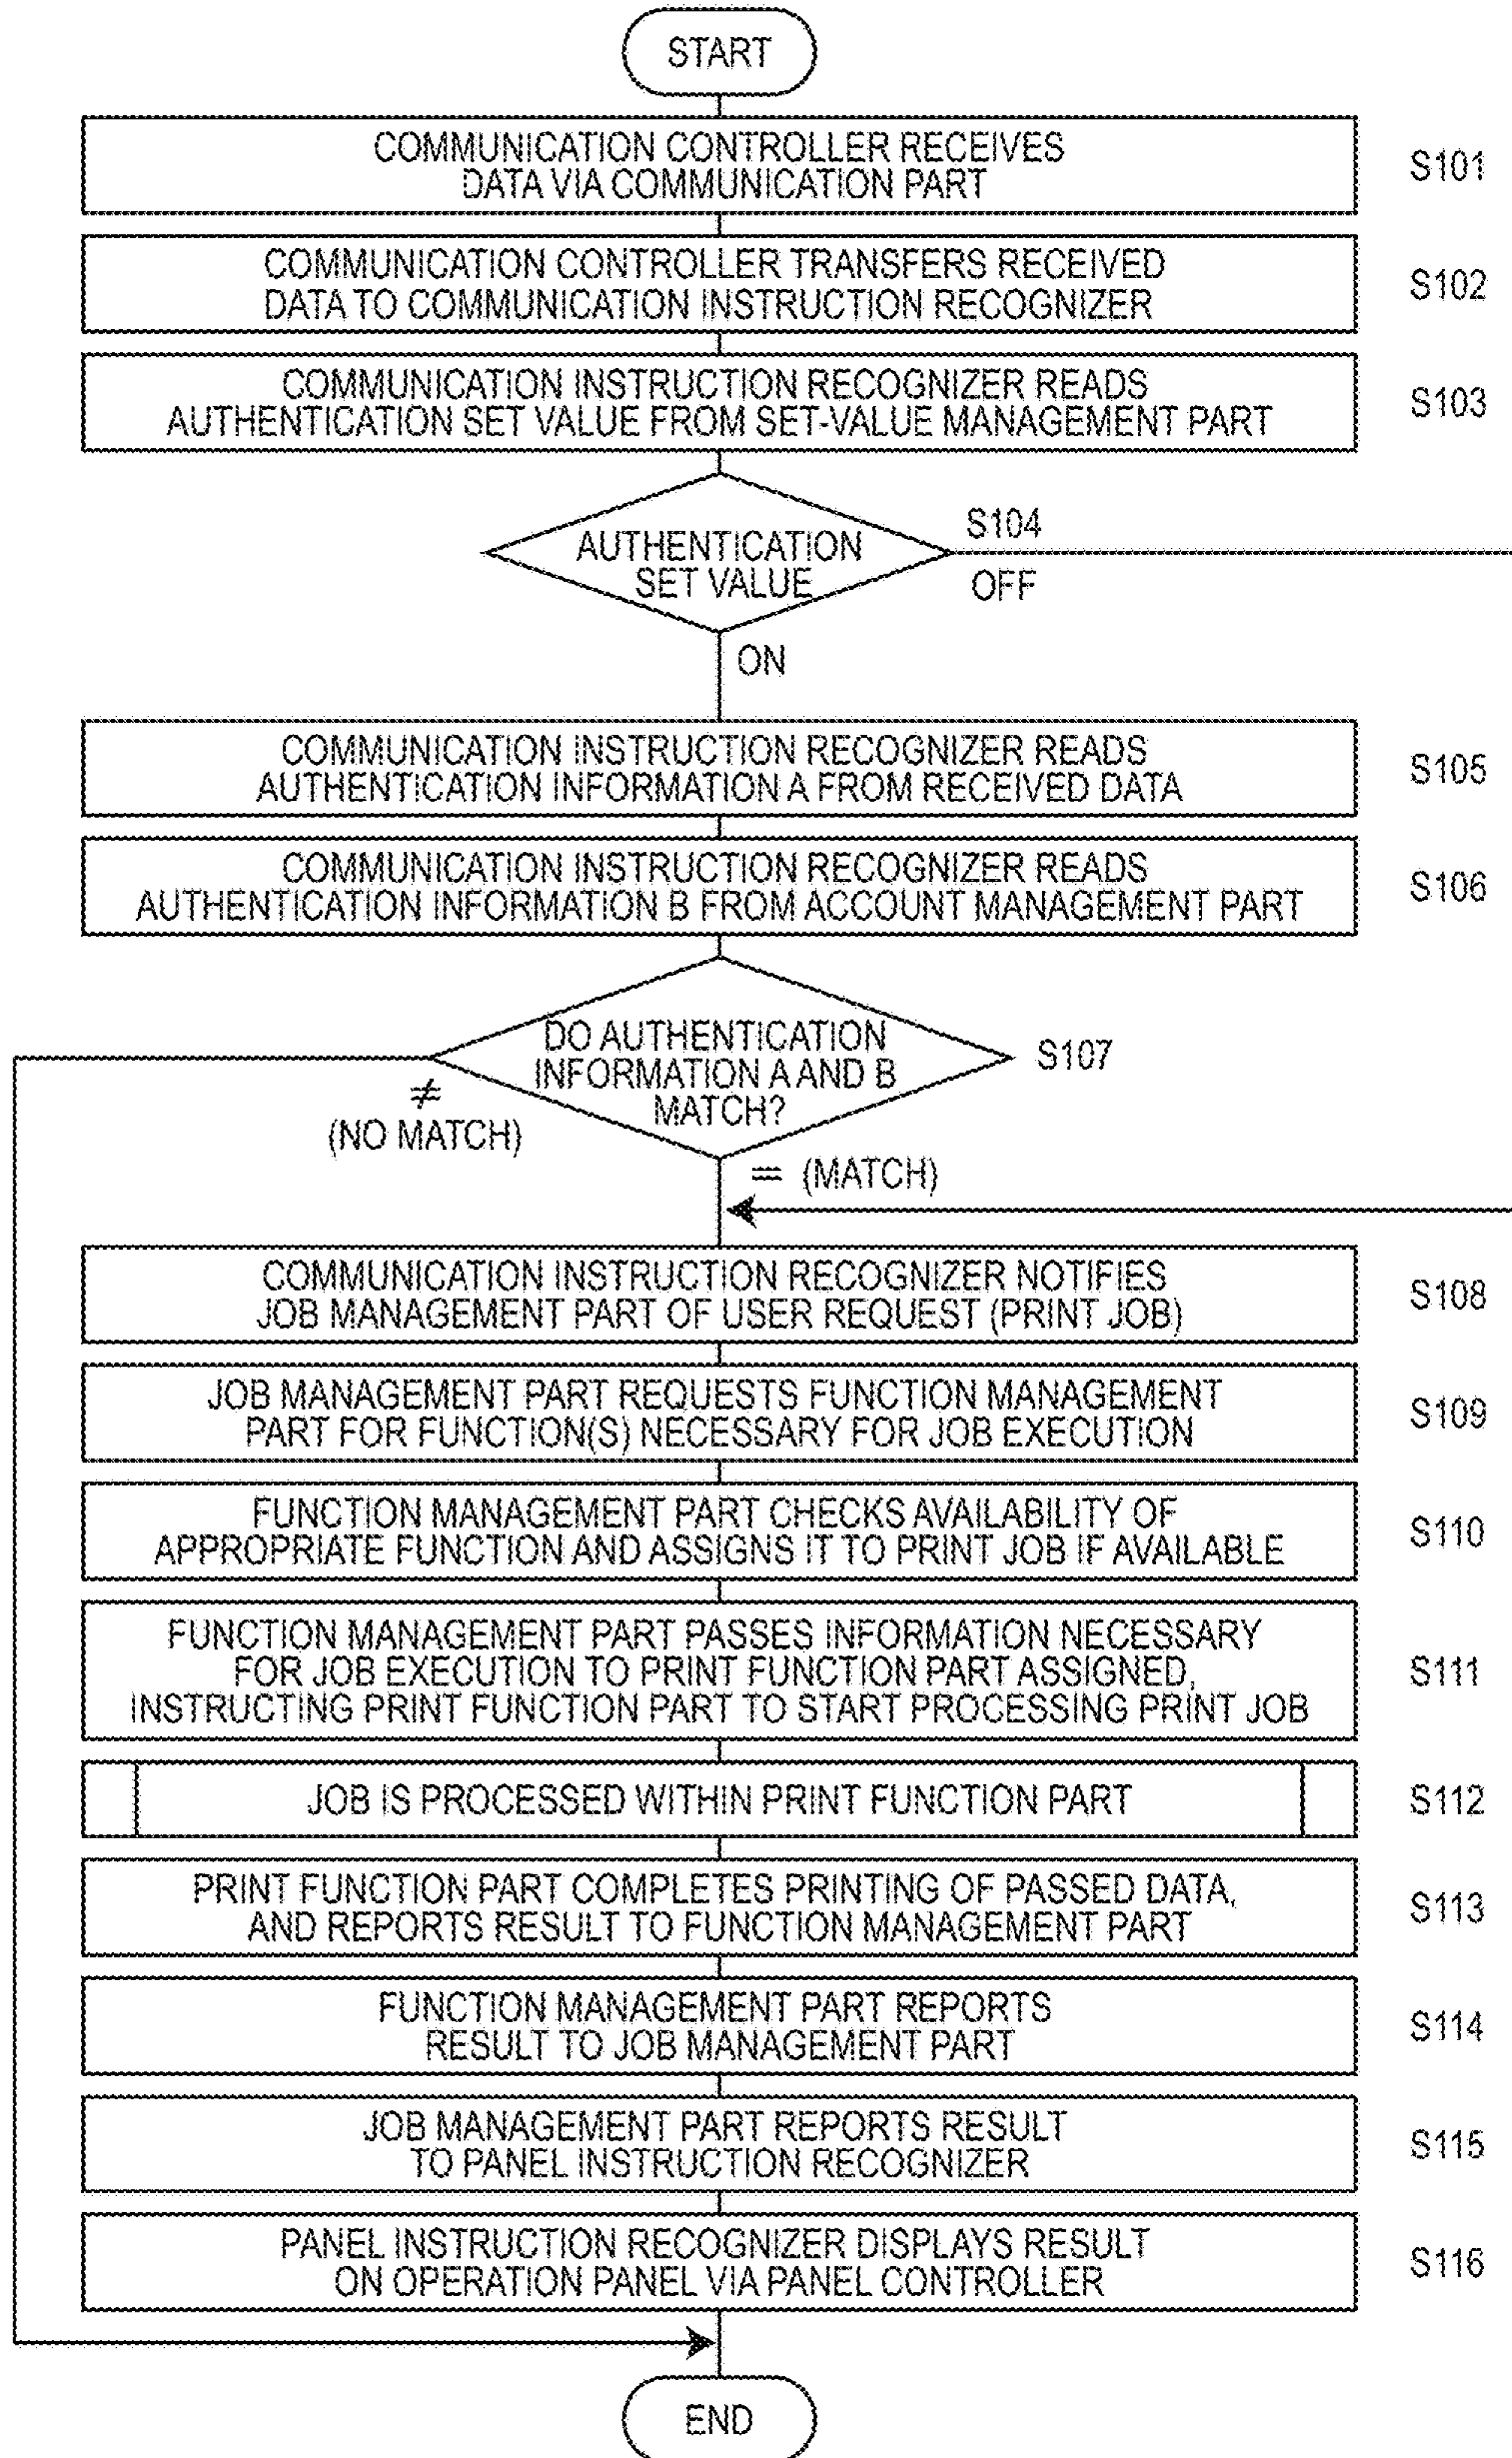 START
COMMUNICATION CONTROLLER RECEIVES
DATA VIA COMMUNICATION PART
S101
COMMUNICATION CONTROLLER TRANSFERS RECEIVED
DATA TO COMMUNICATION INSTRUCTION RECOGNIZER
S102
COMMUNICATION INSTRUCTION RECOGNIZER READS
AUTHENTICATION SET VALUE FROM SET-VALUE MANAGEMENT PART
S103
AUTHENTICATION
SET VALUE
S104
OFF
ON
COMMUNICATION INSTRUCTION RECOGNIZER READS
AUTHENTICATION INFORMATION A FROM RECEIVED DATA
S105
COMMUNICATION INSTRUCTION RECOGNIZER READS
AUTHENTICATION INFORMATION B FROM ACCOUNT MANAGEMENT PART
S106
DO AUTHENTICATION
INFORMATION A AND B
MATCH?
S107
≠
(NO MATCH)
= (MATCH)
COMMUNICATION INSTRUCTION RECOGNIZER NOTIFIES
JOB MANAGEMENT PART OF USER REQUEST (PRINT JOB)
S108
JOB MANAGEMENT PART REQUESTS FUNCTION MANAGEMENT
PART FOR FUNCTION(S) NECESSARY FOR JOB EXECUTION
S109
FUNCTION MANAGEMENT PART CHECKS AVAILABILITY OF
APPROPRIATE FUNCTION AND ASSIGNS IT TO PRINT JOB IF AVAILABLE
S110
FUNCTION MANAGEMENT PART PASSES INFORMATION NECESSARY
FOR JOB EXECUTION TO PRINT FUNCTION PART ASSIGNED,
INSTRUCTING PRINT FUNCTION PART TO START PROCESSING PRINT JOB
S111
JOB IS PROCESSED WITHIN PRINT FUNCTION PART
S112
PRINT FUNCTION PART COMPLETES PRINTING OF PASSED DATA,
AND REPORTS RESULT TO FUNCTION MANAGEMENT PART
S113
FUNCTION MANAGEMENT PART REPORTS
RESULT TO JOB MANAGEMENT PART
S114
JOB MANAGEMENT PART REPORTS RESULT
TO PANEL INSTRUCTION RECOGNIZER
S115
PANEL INSTRUCTION RECOGNIZER DISPLAYS RESULT
ON OPERATION PANEL VIA PANEL CONTROLLER
S116
END